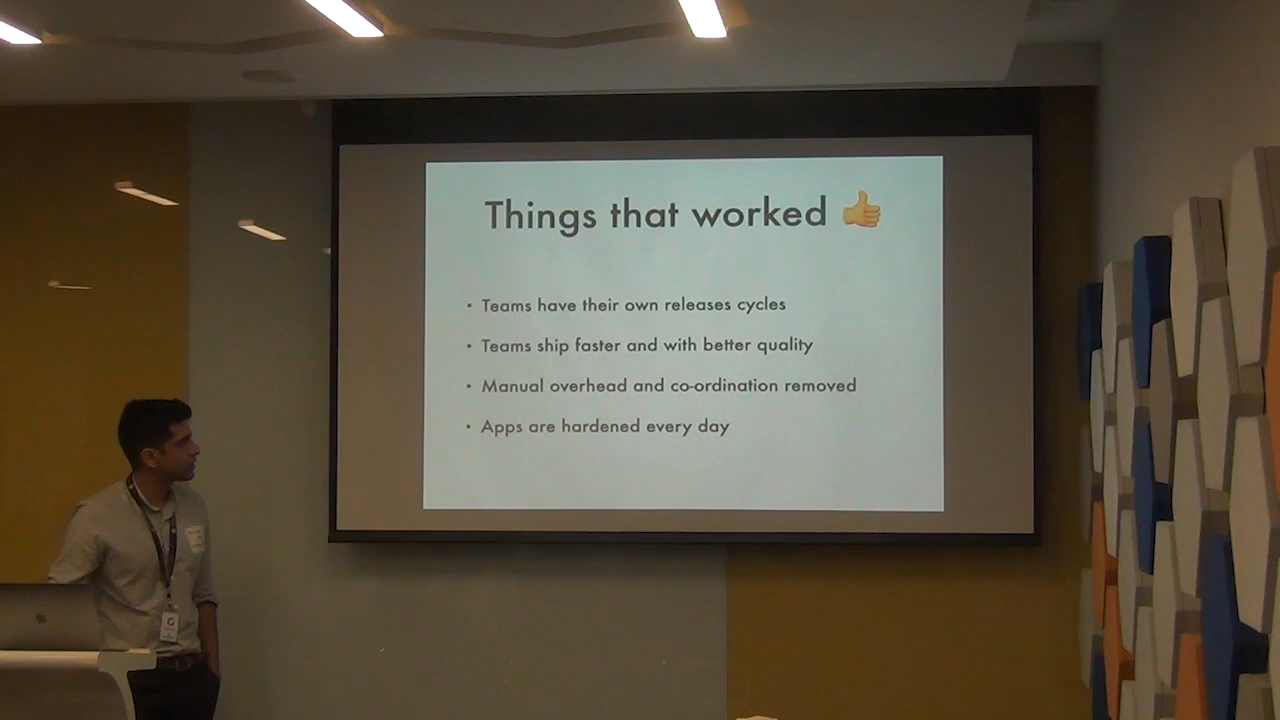 Things that worked 👍
• Teams have their own releases cycles
• Teams ship faster and with better quality
• Manual overhead and co-ordination removed
• Apps are hardened every day
G